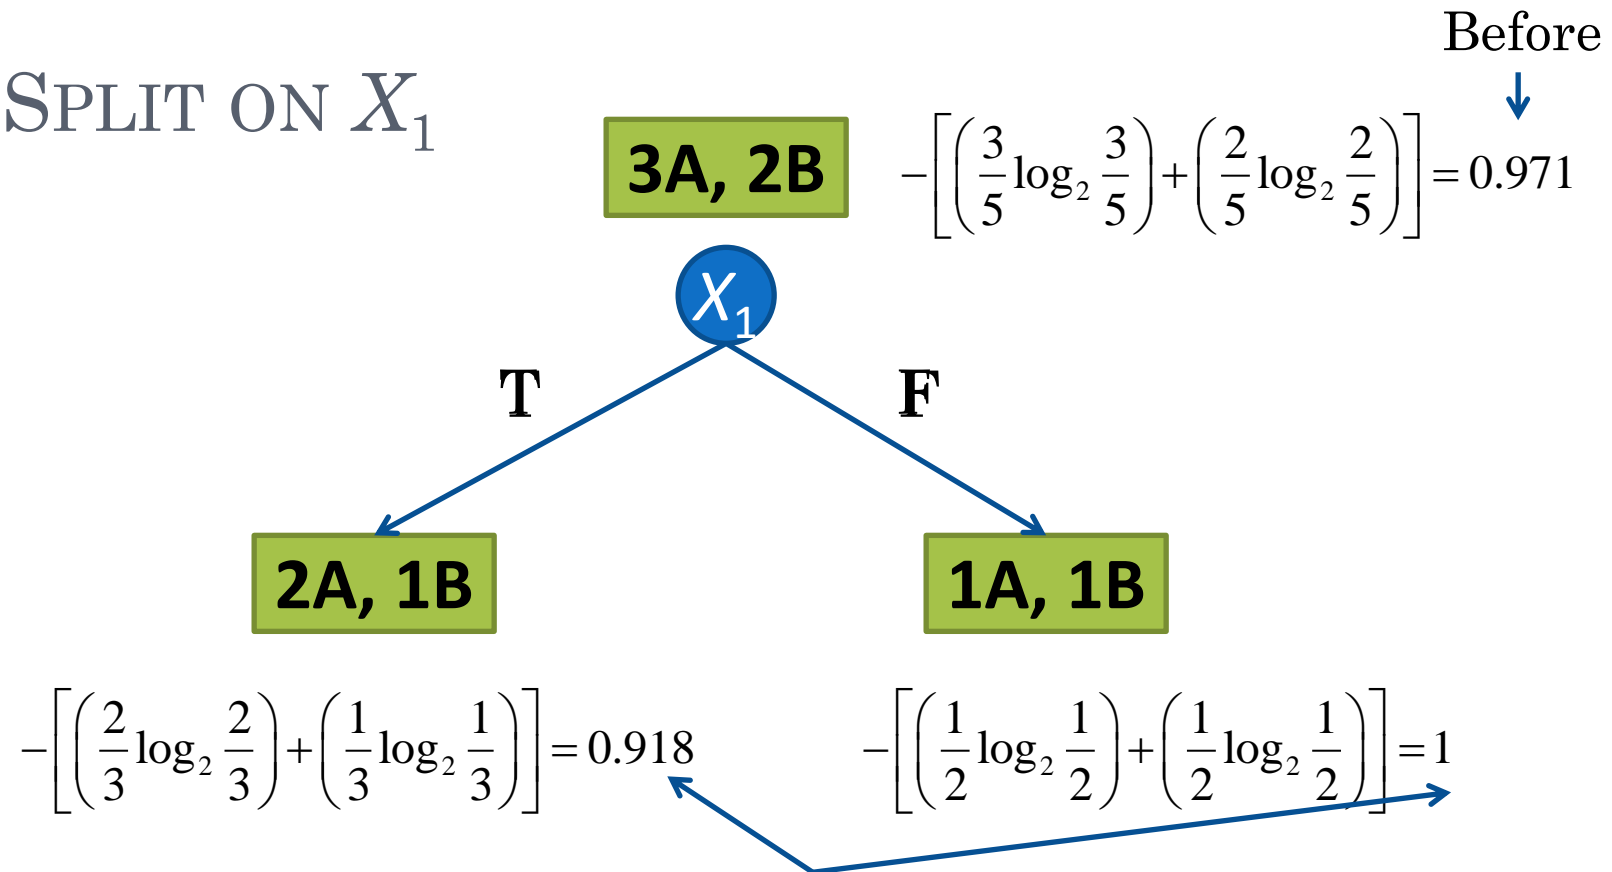 Before
SPLIT ON X₁
3A, 2B
−[(3/5 log₂ 3/5) + (2/5 log₂ 2/5)] = 0.971
X₁
T
F
2A, 1B
1A, 1B
−[(2/3 log₂ 2/3) + (1/3 log₂ 1/3)] = 0.918
−[(1/2 log₂ 1/2) + (1/2 log₂ 1/2)] = 1